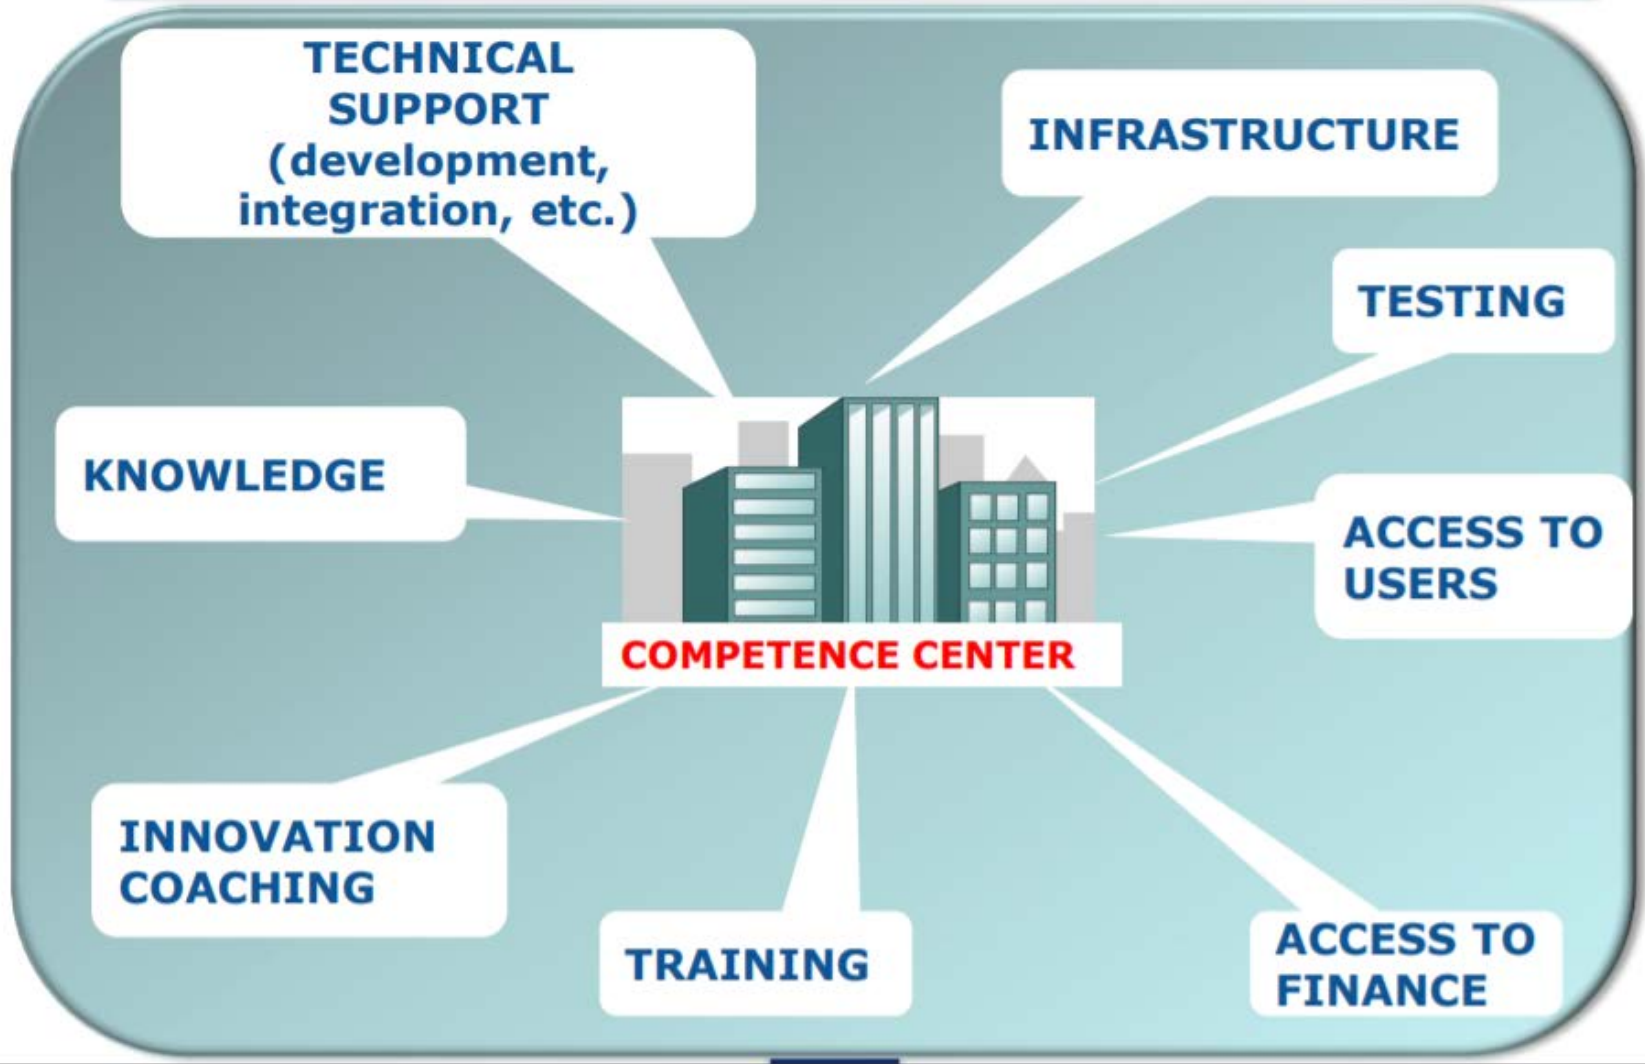 TECHNICAL
SUPPORT
(development,
integration, etc.)
INFRASTRUCTURE
TESTING
KNOWLEDGE
ACCESS TO
USERS
COMPETENCE CENTER
INNOVATION
COACHING
TRAINING
ACCESS TO
FINANCE